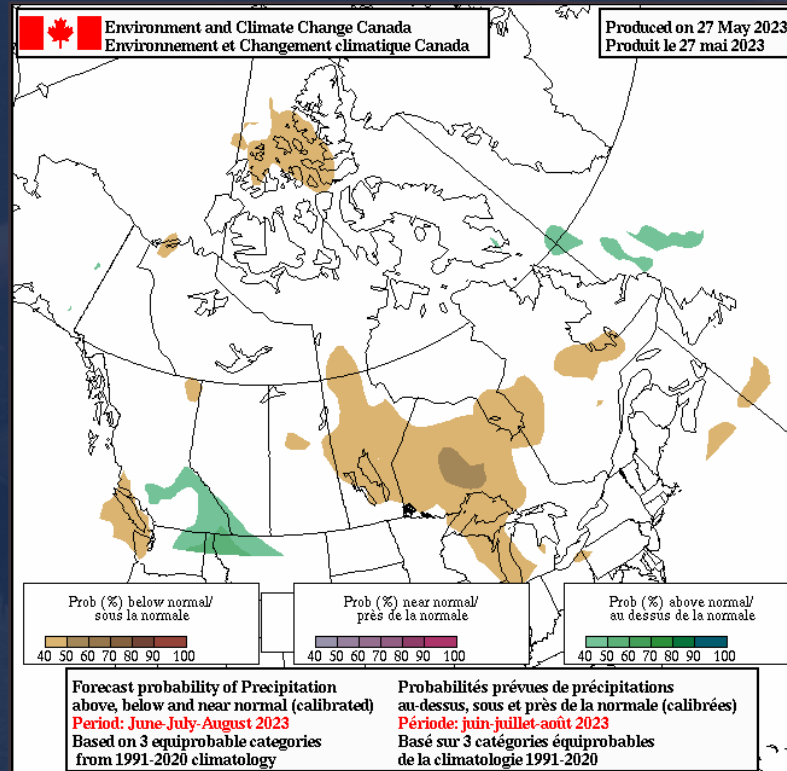 Environment and Climate Change Canada
Environnement et Changement climatique Canada
Produced on 27 May 2023
Produit le 27 mai 2023
Prob (%) below normal/
sous la normale
40 50 60 70 80 90 100
Prob (%) near normal/
près de la normale
40 50 60 70 80 90 100
Prob (%) above normal/
au dessus de la normale
40 50 60 70 80 90 100
Forecast probability of Precipitation
above, below and near normal (calibrated)
Period: June-July-August 2023
Based on 3 equiprobable categories
from 1991-2020 climatology
Probabilités prévues de précipitations
au-dessus, sous et près de la normale (calibrées)
Période: juin-juillet-août 2023
Basé sur 3 catégories équiprobables
de la climatologie 1991-2020